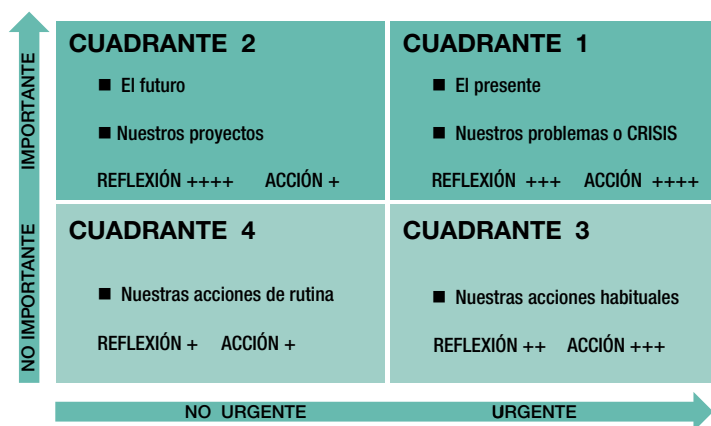 CUADRANTE 2
■ El futuro
■ Nuestros proyectos
REFLEXIÓN ++++ ACCIÓN +
CUADRANTE 1
■ El presente
■ Nuestros problemas o CRISIS
REFLEXIÓN +++ ACCIÓN ++++
IMPORTANTE
CUADRANTE 4
■ Nuestras acciones de rutina
REFLEXIÓN + ACCIÓN +
CUADRANTE 3
■ Nuestras acciones habituales
REFLEXIÓN ++ ACCIÓN +++
NO IMPORTANTE
NO URGENTE
URGENTE